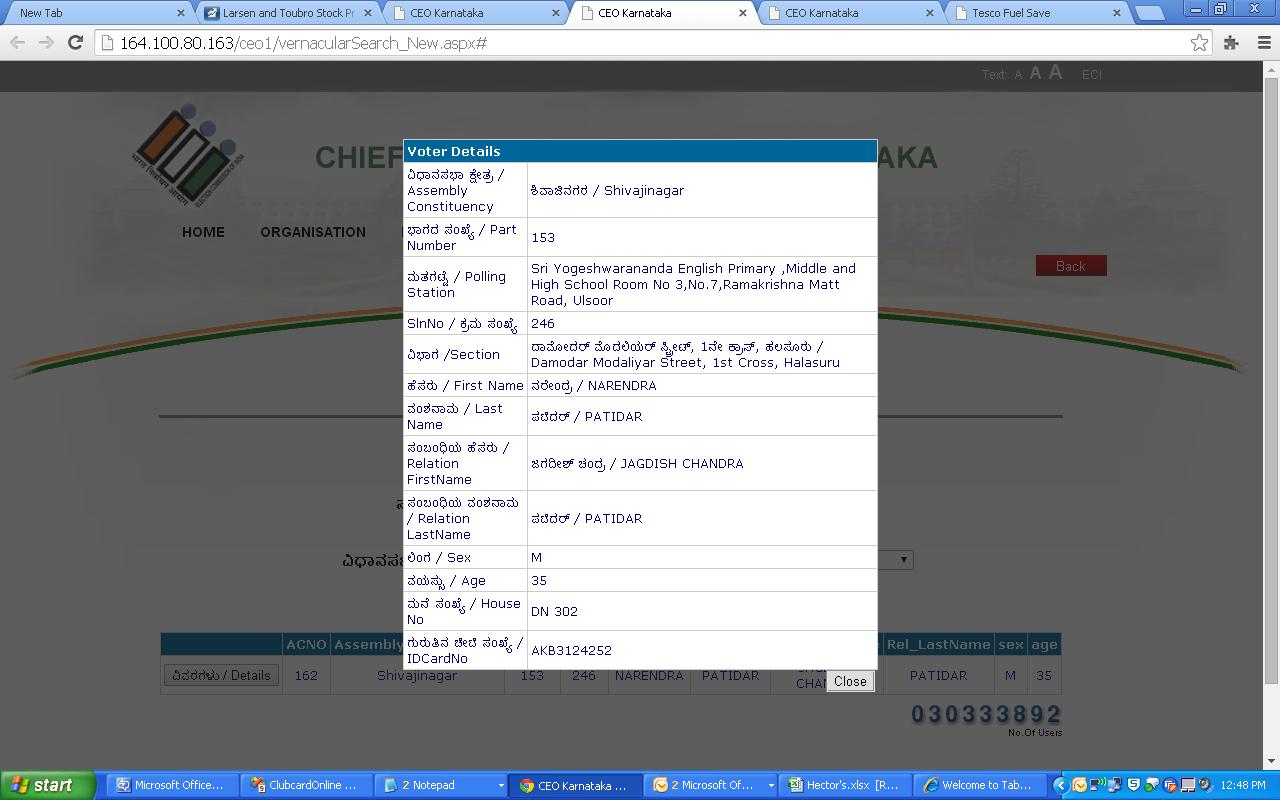 New Tab
Larsen and Toubro Stock Pr
CEO Karnataka
CEO Karnataka
CEO Karnataka
Tesco Fuel Save
164.100.80.163/ceo1/vernacularSearch_New.aspx#
Text: A A A ECI
CHIEF
AKA
HOME
ORGANISATION
Back
Voter Details
ವಿಧಾನಸಭಾ ಕ್ಷೇತ್ರ /
Assembly
Constituency
ಶಿವಾಜಿನಗರ / Shivajinagar
ಭಾಗದ ಸಂಖ್ಯೆ / Part
Number
153
ಮತಗಟ್ಟೆ / Polling
Station
Sri Yogeshwarananda English Primary ,Middle and
High School Room No 3,No.7,Ramakrishna Matt
Road, Ulsoor
SlnNo / ಕ್ರಮ ಸಂಖ್ಯೆ
246
ವಿಭಾಗ /Section
ದಾಮೋದರ್ ಮೊದಲಿಯರ್ ಸ್ಟ್ರೀಟ್, 1ನೇ ಕ್ರಾಸ್, ಹಲಸೂರು /
Damodar Modaliyar Street, 1st Cross, Halasuru
ಹೆಸರು / First Name
ನರೇಂದ್ರ / NARENDRA
ವಂಶನಾಮ / Last
Name
ಪಟಿದರ್ / PATIDAR
ಸಂಬಂಧಿಯ ಹೆಸರು /
Relation
FirstName
ಜಗದೀಶ್ ಚಂದ್ರ / JAGDISH CHANDRA
ಸಂಬಂಧಿಯ ವಂಶನಾಮ
/ Relation
LastName
ಪಟಿದರ್ / PATIDAR
ಲಿಂಗ / Sex
M
ವಯಸ್ಸು / Age
35
ಮನೆ ಸಂಖ್ಯೆ / House
No
DN 302
ಗುರುತಿನ ಚೀಟಿ ಸಂಖ್ಯೆ /
IDCardNo
AKB3124252
Close
ವಿಧಾನಸಭಾ
ACNO Assembly Rel_LastName sex age
ವಿವರಗಳು / Details 162 Shivajinagar 153 246 NARENDRA PATIDAR CHAN PATIDAR M 35
030333892
No.Of Users
start
Microsoft Office...
ClubcardOnline ...
2 Notepad
CEO Karnataka ...
2 Microsoft Of...
Hector's.xlsx [R...
Welcome to Tab...
12:48 PM